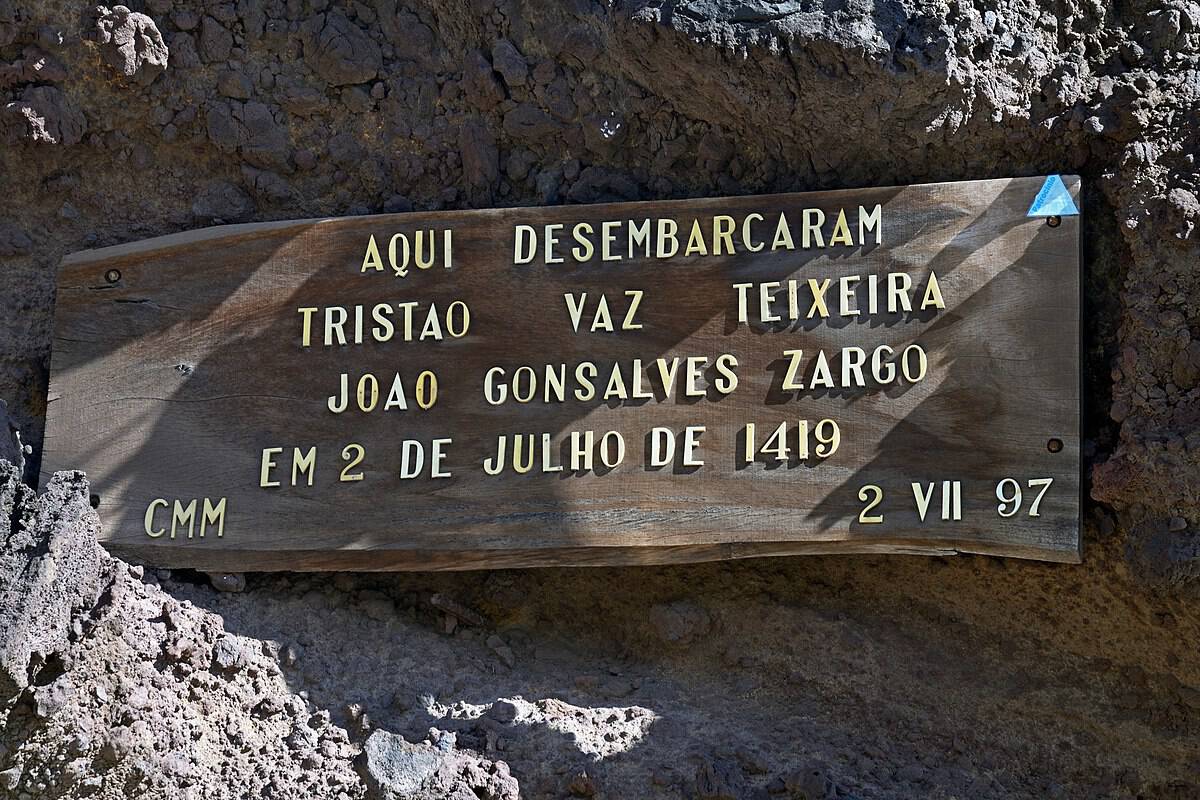 AQUI DESEMBARCARAM
TRISTAO VAZ TEIXEIRA
JOAO GONSALVES ZARGO
EM 2 DE JULHO DE 1419
CMM 2 VII 97